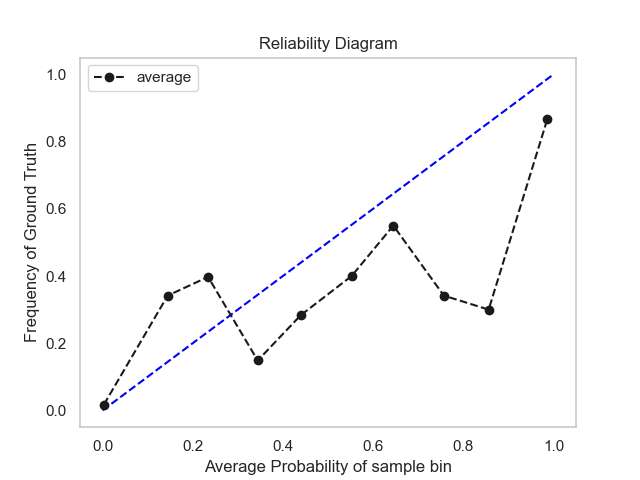 Reliability Diagram
average
Frequency of Ground Truth
1.0
0.8
0.6
0.4
0.2
0.0
0.0 0.2 0.4 0.6 0.8 1.0
Average Probability of sample bin